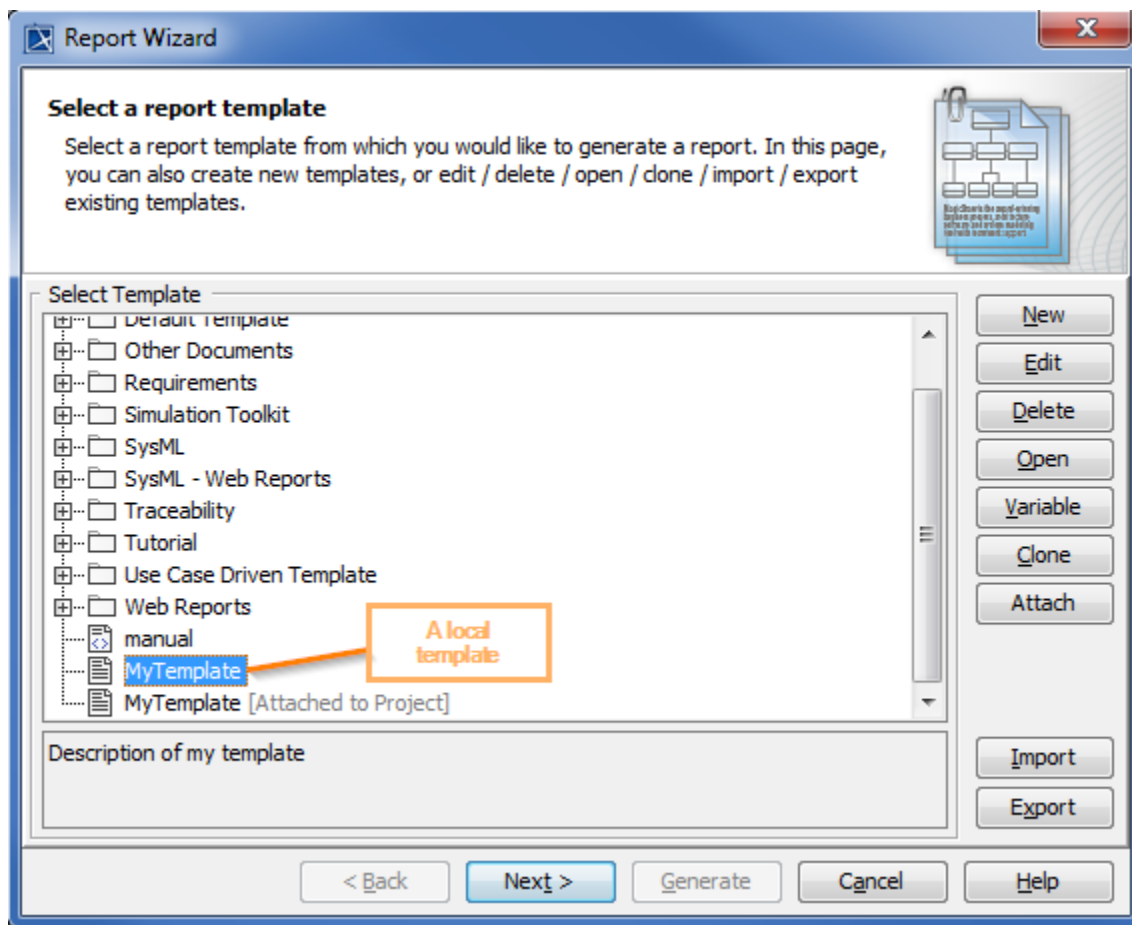 Report Wizard
Select a report template
Select a report template from which you would like to generate a report. In this page,
you can also create new templates, or edit / delete / open / clone / import / export
existing templates.
Select Template
Default Template
Other Documents
Requirements
Simulation Toolkit
SysML
SysML - Web Reports
Traceability
Tutorial
Use Case Driven Template
Web Reports
manual
MyTemplate
MyTemplate [Attached to Project]
A local
template
New
Edit
Delete
Open
Variable
Clone
Attach
Description of my template
Import
Export
< Back
Next >
Generate
Cancel
Help